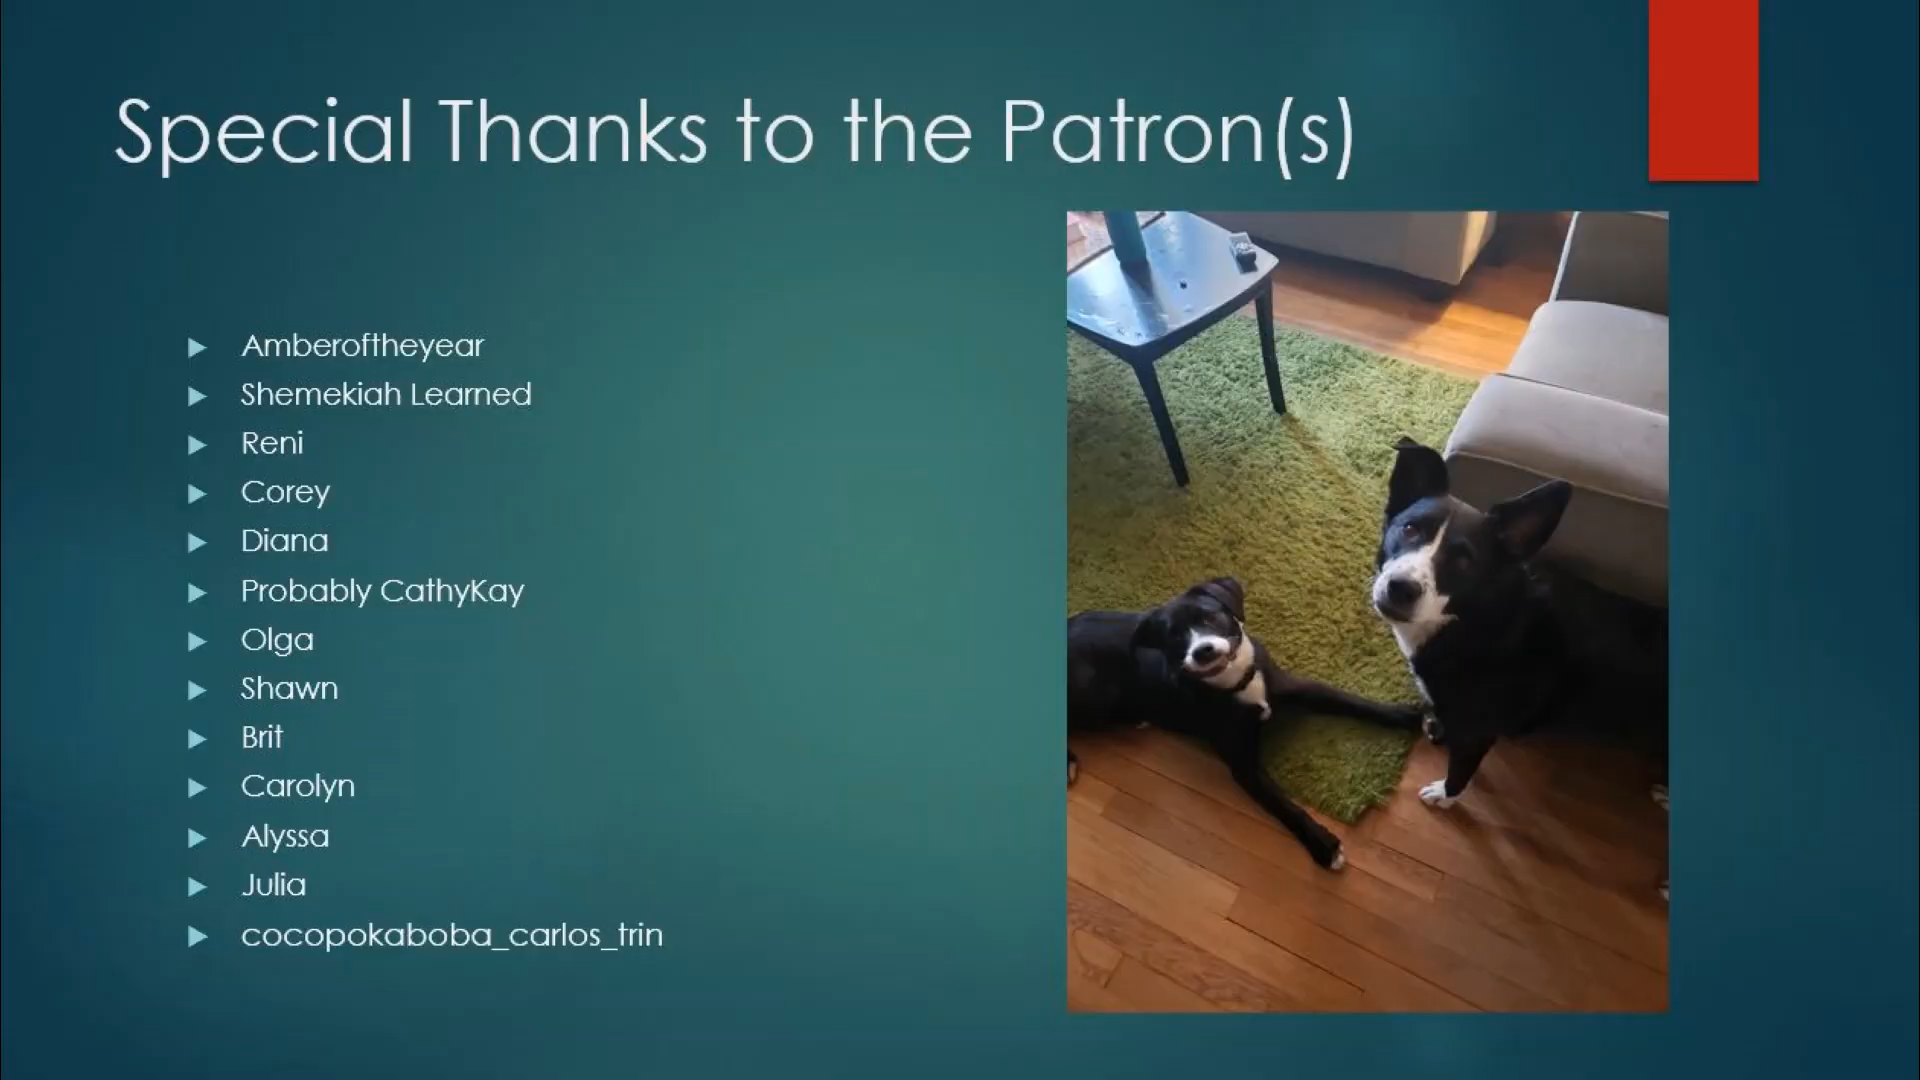 Special Thanks to the Patron(s)
Amberoftheyear
Shemekiah Learned
Reni
Corey
Diana
Probably CathyKay
Olga
Shawn
Brit
Carolyn
Alyssa
Julia
cocopokaboba_carlos_trin